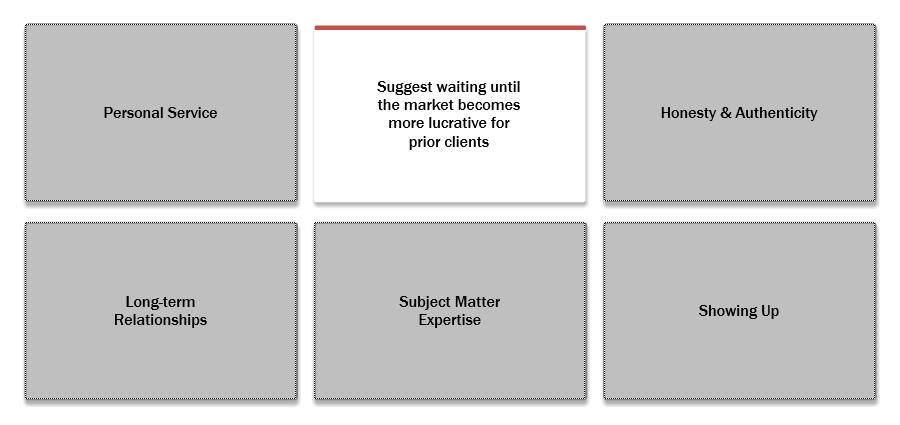 Personal Service
Suggest waiting until
the market becomes
more lucrative for
prior clients
Honesty & Authenticity
Long-term
Relationships
Subject Matter
Expertise
Showing Up